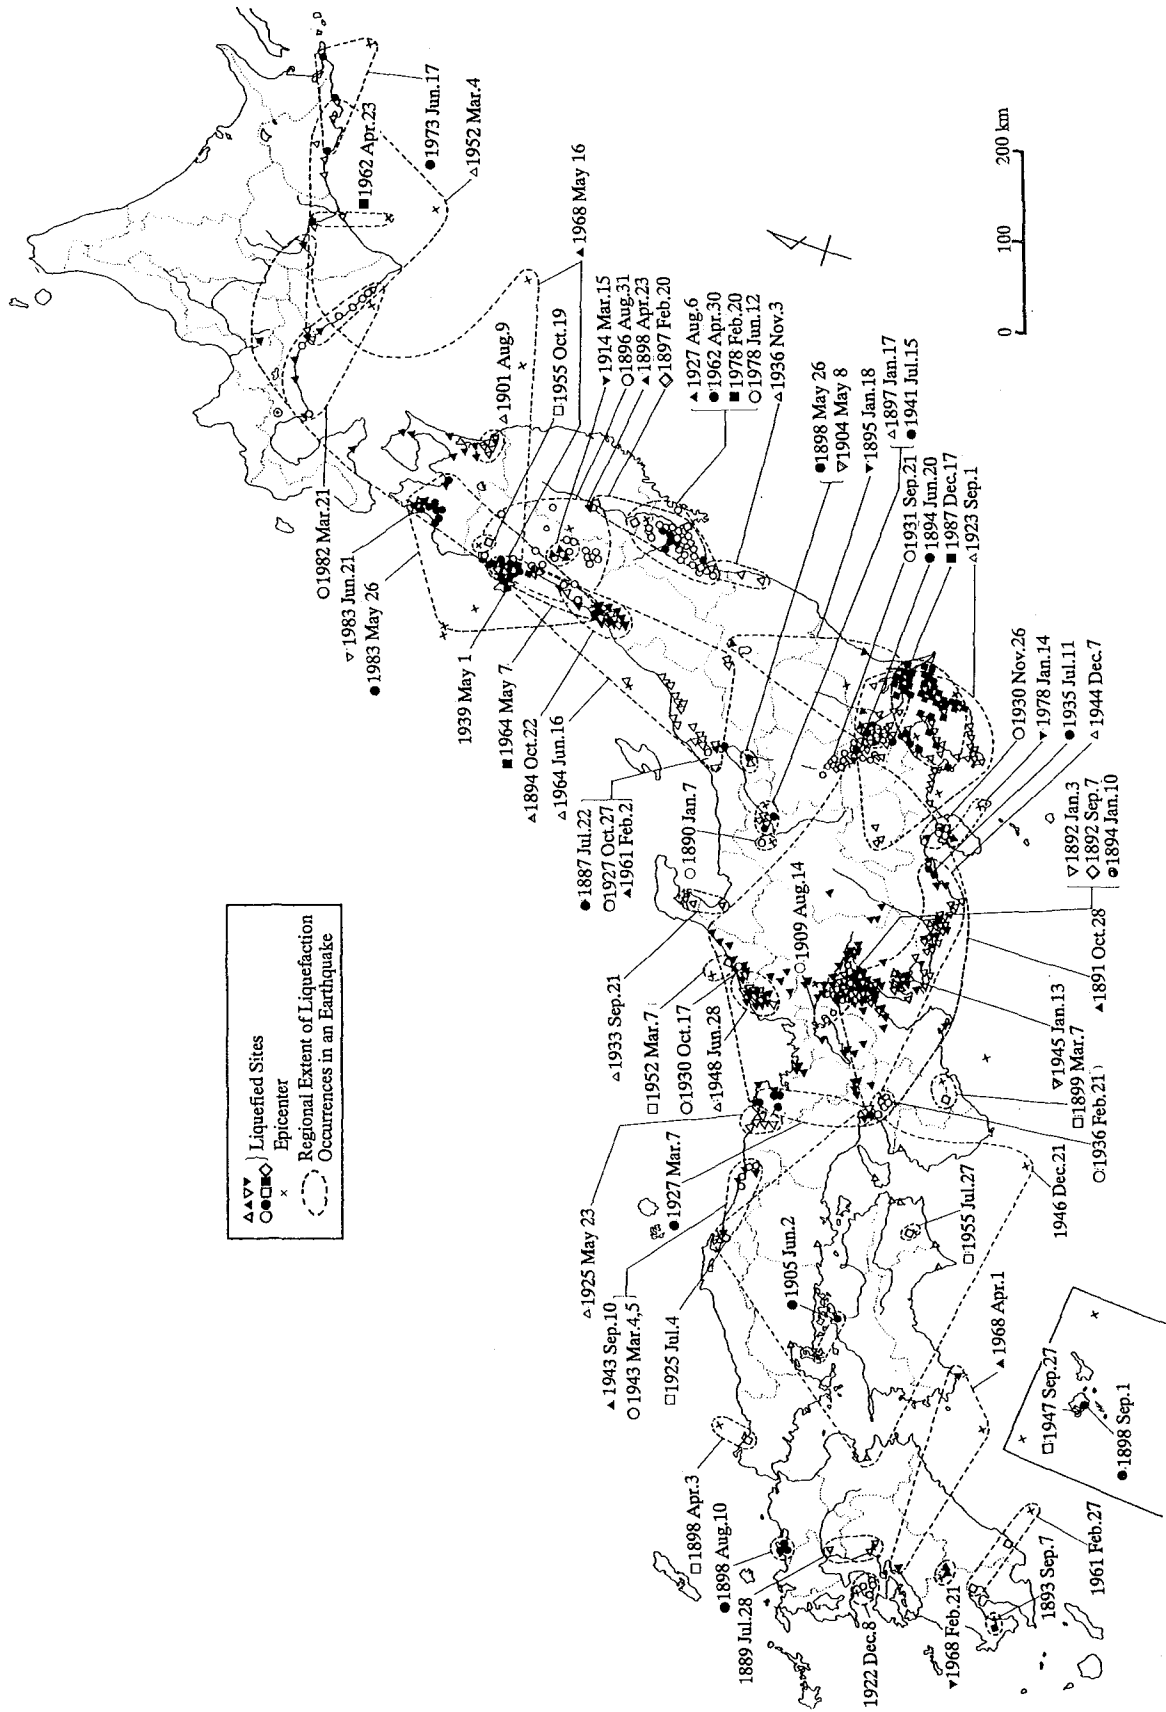 Liquefied Sites
Epicenter
Regional Extent of Liquefaction
Occurrences in an Earthquake
1962 Apr.23
1973 Jun.17
1952 Mar.4
1968 May 16
1901 Aug.9
1955 Oct.19
1914 Mar.15
1896 Aug.31
1898 Apr.23
1897 Feb.20
1927 Aug.6
1962 Apr.30
1978 Feb.20
1978 Jun.12
1936 Nov.3
1898 May 26
1904 May 8
1895 Jan.18
1897 Jan.17
1941 Jul.15
1931 Sep.21
1894 Jun.20
1987 Dec.17
1923 Sep.1
1930 Nov.26
1978 Jan.14
1935 Jul.11
1944 Dec.7
1892 Jan.3
1892 Sep.7
1894 Jan.10
1891 Oct.28
1945 Jan.13
1899 Mar.7
1936 Feb.21
1946 Dec.21
1955 Jul.27
1968 Apr.1
1947 Sep.27
1898 Sep.1
1961 Feb.27
1893 Sep.7
1968 Feb.21
1922 Dec.8
1889 Jul.28
1898 Aug.10
1898 Apr.3
1905 Jun.2
1925 Jul.4
1943 Mar.4,5
1943 Sep.10
1925 May 23
1927 Mar.7
1948 Jun.28
1930 Oct.17
1952 Mar.7
1933 Sep.21
1909 Aug.14
1890 Jan.7
1961 Feb.2
1927 Oct.27
1887 Jul.22
1964 Jun.16
1894 Oct.22
1964 May 7
1939 May 1
1983 May 26
1983 Jun.21
1982 Mar.21
0 100 200 km